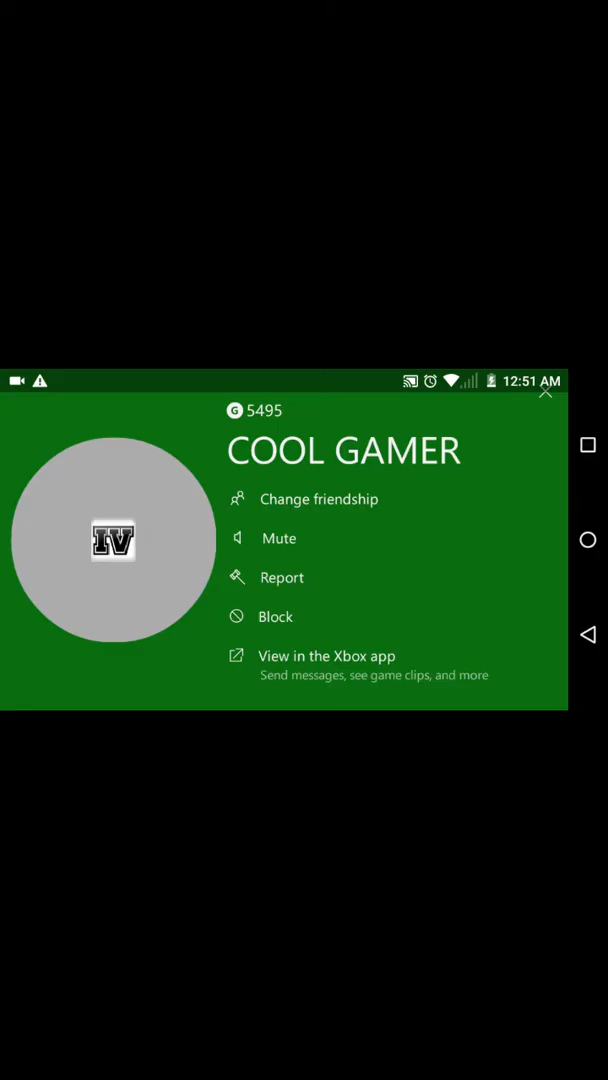 12:51 AM
G 5495
COOL GAMER
IV
Change friendship
Mute
Report
Block
View in the Xbox app
Send messages, see game clips, and more